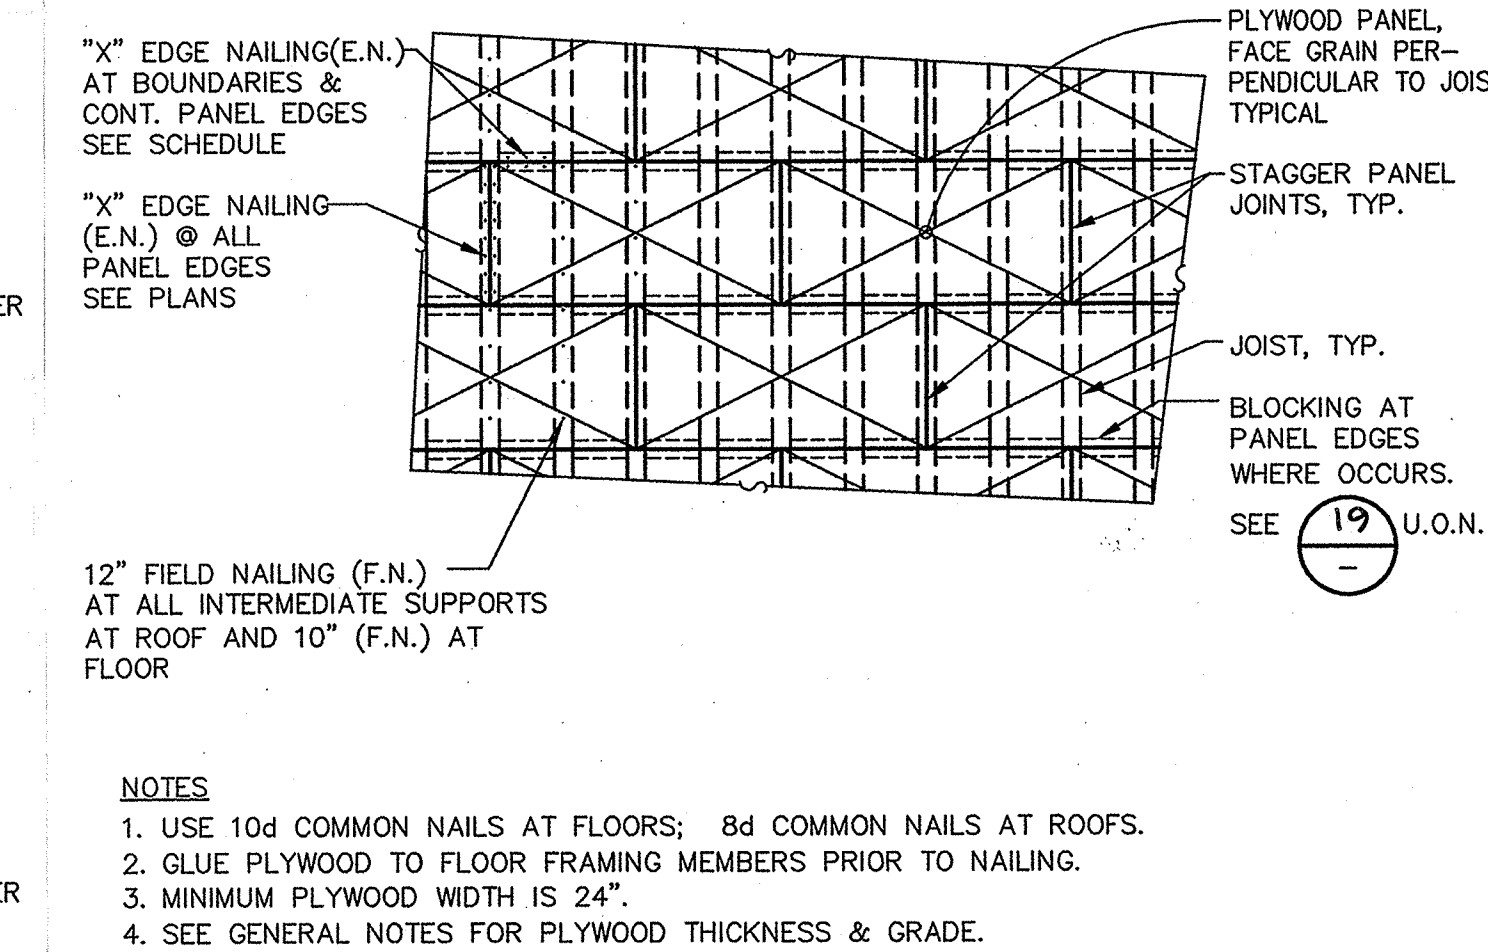 "X" EDGE NAILING(E.N.)
AT BOUNDARIES &
CONT. PANEL EDGES
SEE SCHEDULE
"X" EDGE NAILING
(E.N.) @ ALL
PANEL EDGES
SEE PLANS
ER
12" FIELD NAILING (F.N.)
AT ALL INTERMEDIATE SUPPORTS
AT ROOF AND 10" (F.N.) AT
FLOOR
PLYWOOD PANEL,
FACE GRAIN PER-
PENDICULAR TO JOIS
TYPICAL
STAGGER PANEL
JOINTS, TYP.
JOIST, TYP.
BLOCKING AT
PANEL EDGES
WHERE OCCURS.
SEE 19 U.O.N.
–
NOTES
1. USE 10d COMMON NAILS AT FLOORS; 8d COMMON NAILS AT ROOFS.
2. GLUE PLYWOOD TO FLOOR FRAMING MEMBERS PRIOR TO NAILING.
3. MINIMUM PLYWOOD WIDTH IS 24".
ER
4. SEE GENERAL NOTES FOR PLYWOOD THICKNESS & GRADE.